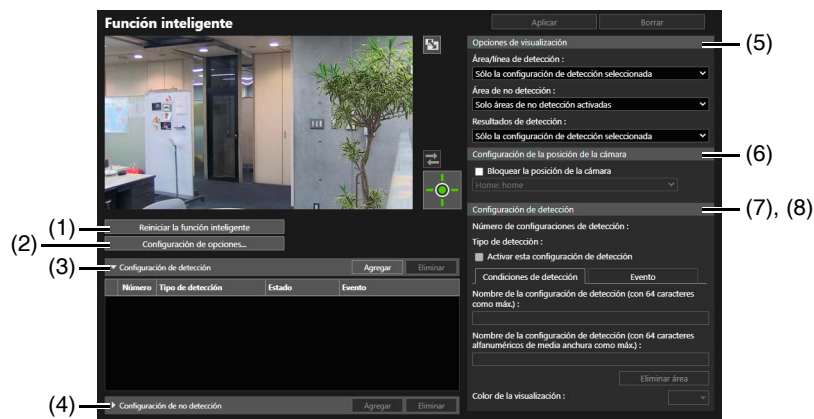 Función inteligente
Aplicar
Borrar
Opciones de visualización
(5)
Área/línea de detección :
Sólo la configuración de detección seleccionada
Área de no detección :
Solo áreas de no detección activadas
Resultados de detección :
Sólo la configuración de detección seleccionada
Configuración de la posición de la cámara
(6)
Bloquear la posición de la cámara
Home: home
Configuración de detección
(7), (8)
Número de configuraciones de detección :
Tipo de detección :
Activar esta configuración de detección
Condiciones de detección
Evento
Nombre de la configuración de detección (con 64 caracteres
como máx.) :
Nombre de la configuración de detección (con 64 caracteres
alfanuméricos de media anchura como máx.) :
Eliminar área
Color de la visualización :
(1)
Reiniciar la función inteligente
(2)
Configuración de opciones...
(3)
Configuración de detección
Agregar
Eliminar
Número
Tipo de detección
Estado
Evento
(4)
Configuración de no detección
Agregar
Eliminar